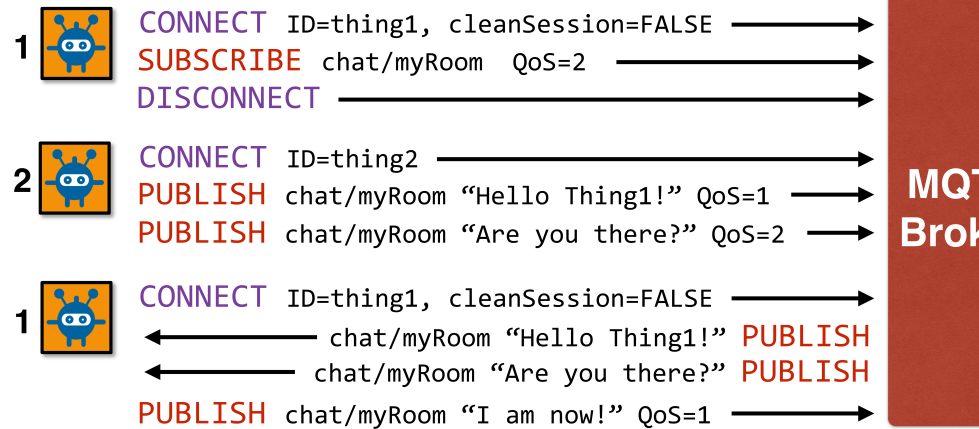 1
CONNECT ID=thing1, cleanSession=FALSE
SUBSCRIBE chat/myRoom QoS=2
DISCONNECT
2
CONNECT ID=thing2
PUBLISH chat/myRoom “Hello Thing1!” QoS=1
PUBLISH chat/myRoom “Are you there?” QoS=2
1
CONNECT ID=thing1, cleanSession=FALSE
chat/myRoom “Hello Thing1!” PUBLISH
chat/myRoom “Are you there?” PUBLISH
PUBLISH chat/myRoom “I am now!” QoS=1